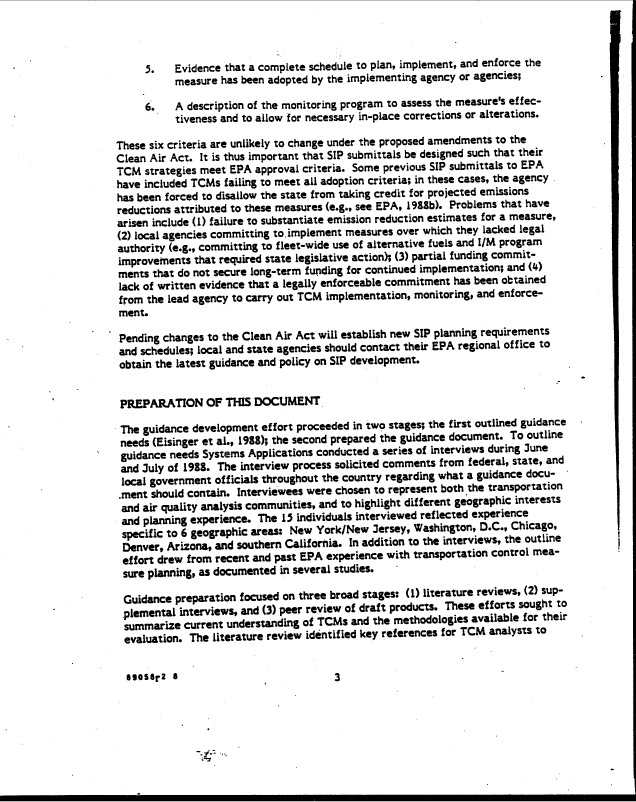 5. Evidence that a complete schedule to plan, implement, and enforce the
measure has been adopted by the implementing agency or agencies;
6. A description of the monitoring program to assess the measure's effec-
tiveness and to allow for necessary in-place corrections or alterations.
These six criteria are unlikely to change under the proposed amendments to the
Clean Air Act. It is thus important that SIP submittals be designed such that their
TCM strategies meet EPA approval criteria. Some previous SIP submittals to EPA
have included TCMs failing to meet all adoption criteria; in these cases, the agency
has been forced to disallow the state from taking credit for projected emissions
reductions attributed to these measures (e.g., see EPA, 1988b). Problems that have
arisen include (1) failure to substantiate emission reduction estimates for a measure,
(2) local agencies committing to implement measures over which they lacked legal
authority (e.g., committing to fleet-wide use of alternative fuels and I/M program
improvements that required state legislative action); (3) partial funding commit-
ments that do not secure long-term funding for continued implementation; and (4)
lack of written evidence that a legally enforceable commitment has been obtained
from the lead agency to carry out TCM implementation, monitoring, and enforce-
ment.
Pending changes to the Clean Air Act will establish new SIP planning requirements
and schedules; local and state agencies should contact their EPA regional office to
obtain the latest guidance and policy on SIP development.
PREPARATION OF THIS DOCUMENT
The guidance development effort proceeded in two stages; the first outlined guidance
needs (Eisinger et al., 1988); the second prepared the guidance document. To outline
guidance needs Systems Applications conducted a series of interviews during June
and July of 1988. The interview process solicited comments from federal, state, and
local government officials throughout the country regarding what a guidance docu-
ment should contain. Interviewees were chosen to represent both the transportation
and air quality analysis communities, and to highlight different geographic interests
and planning experience. The 15 individuals interviewed reflected experience
specific to 6 geographic areas: New York/New Jersey, Washington, D.C., Chicago,
Denver, Arizona, and southern California. In addition to the interviews, the outline
effort drew from recent and past EPA experience with transportation control mea-
sure planning, as documented in several studies.
Guidance preparation focused on three broad stages: (1) literature reviews, (2) sup-
plemental interviews, and (3) peer review of draft products. These efforts sought to
summarize current understanding of TCMs and the methodologies available for their
evaluation. The literature review identified key references for TCM analysts to
89058r2 8
3